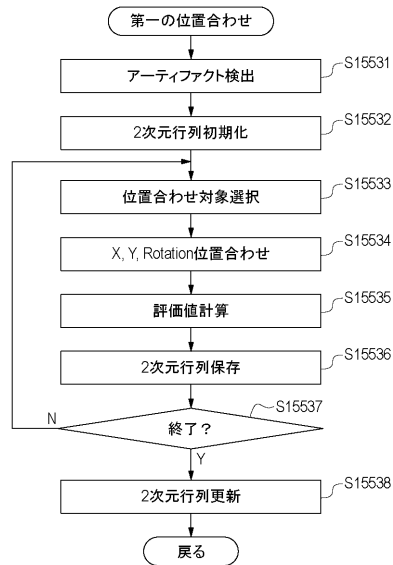 第一の位置合わせ
アーティファクト検出
S15531
2次元行列初期化
S15532
位置合わせ対象選択
S15533
X, Y, Rotation位置合わせ
S15534
評価値計算
S15535
2次元行列保存
S15536
終了?
S15537
N
Y
2次元行列更新
S15538
戻る